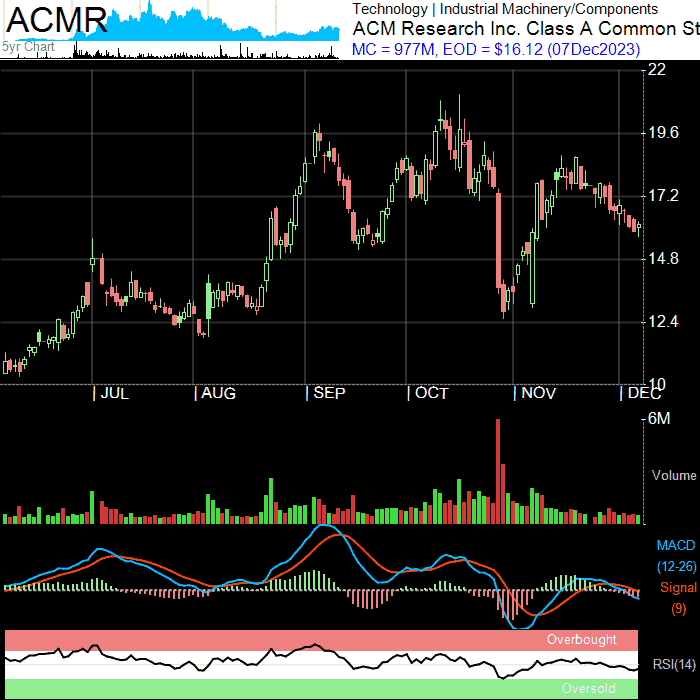 ACMR
5yr Chart
Technology | Industrial Machinery/Components
ACM Research Inc. Class A Common St
MC = 977M, EOD = $16.12 (07Dec2023)
22
19.6
17.2
14.8
12.4
10
| JUL | AUG | SEP | OCT | NOV | DEC
6M
Volume
MACD
(12-26)
Signal
(9)
Overbought
RSI(14)
Oversold